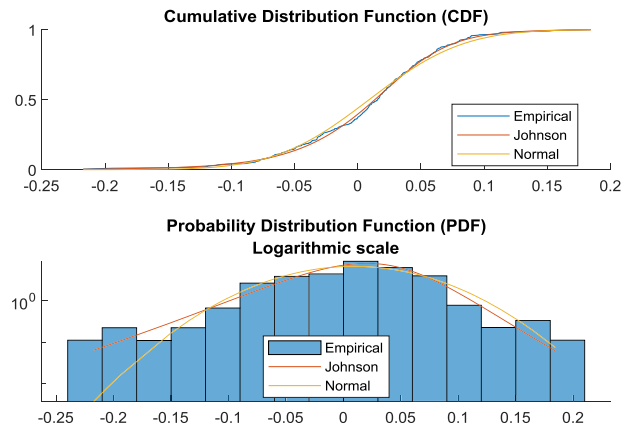 Cumulative Distribution Function (CDF)
1
0.5
0
Empirical
Johnson
Normal
-0.25 -0.2 -0.15 -0.1 -0.05 0 0.05 0.1 0.15 0.2
Probability Distribution Function (PDF)
Logarithmic scale
10⁰
Empirical
Johnson
Normal
-0.25 -0.2 -0.15 -0.1 -0.05 0 0.05 0.1 0.15 0.2